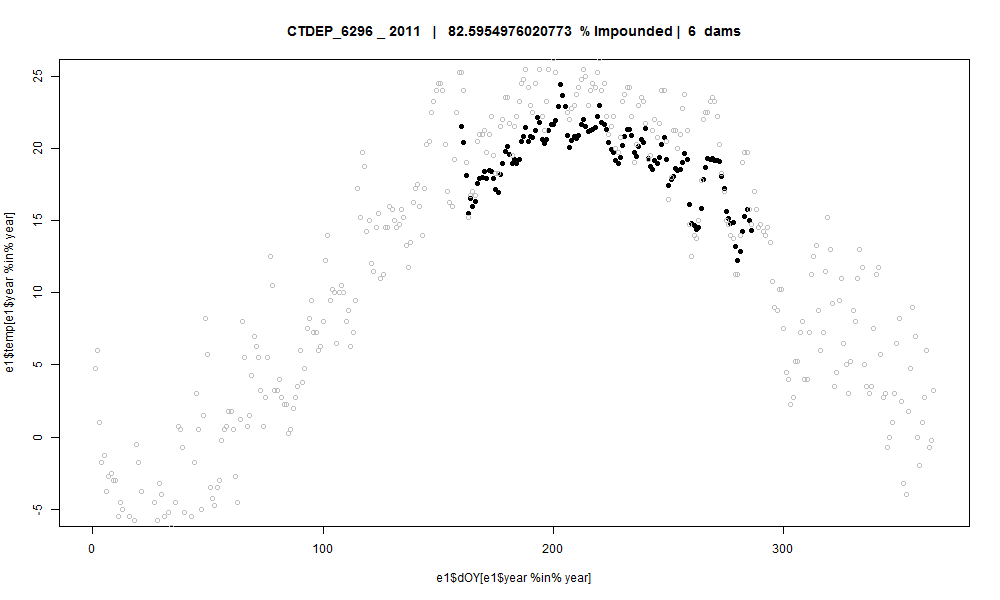 CTDEP_6296 _ 2011 | 82.5954976020773 % Impounded | 6 dams
e1$temp[e1$year %in% year]
25
20
15
10
5
0
-5
0 100 200 300
e1$dOY[e1$year %in% year]